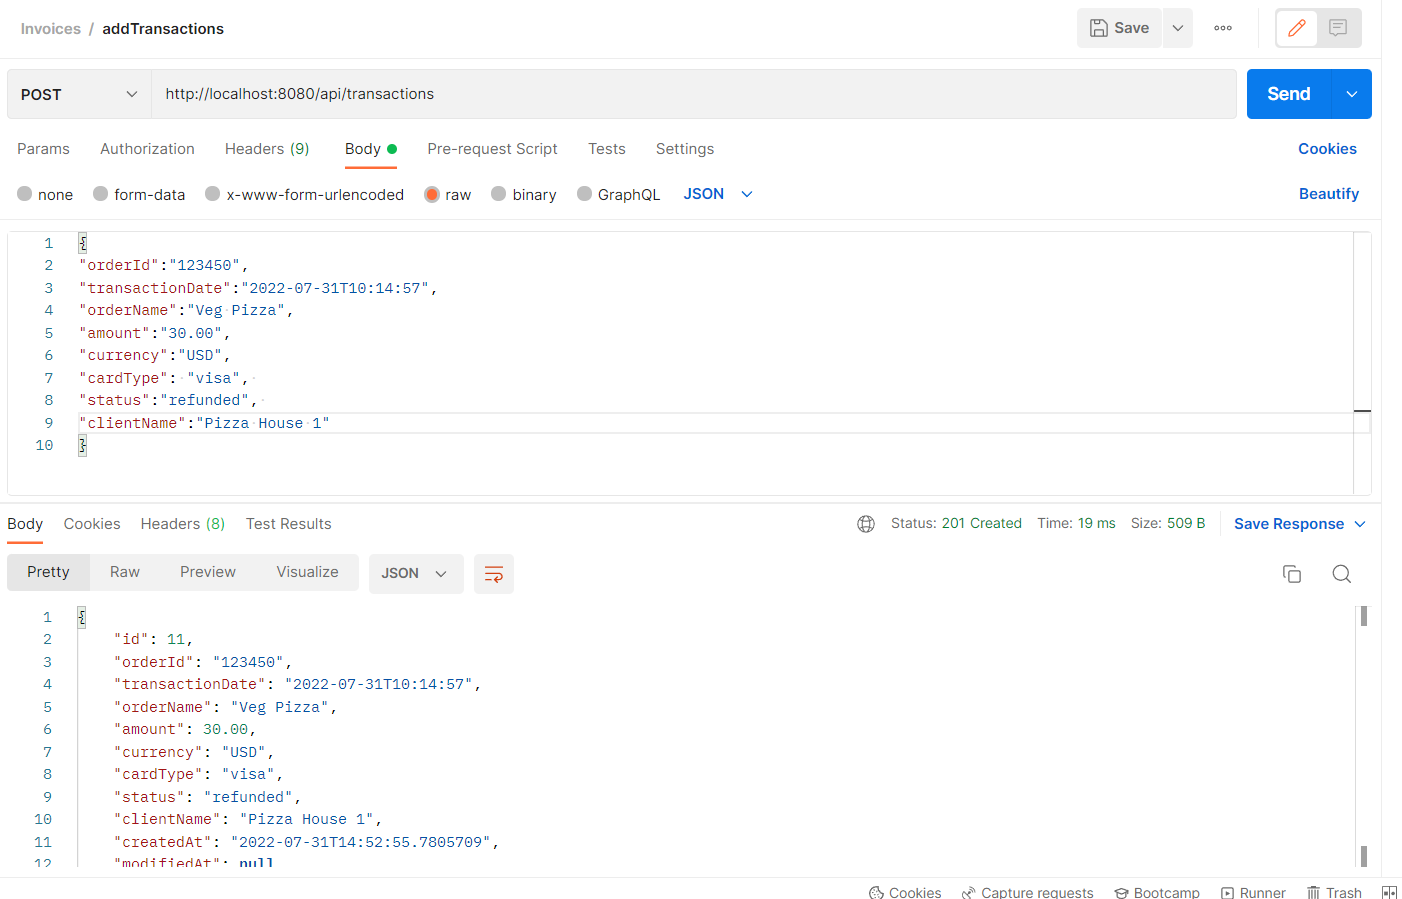 Invoices / addTransactions
Save
POST
http://localhost:8080/api/transactions
Send
Params Authorization Headers (9) Body Pre-request Script Tests Settings Cookies
none form-data x-www-form-urlencoded raw binary GraphQL JSON Beautify
1 {
2 "orderId":"123450",
3 "transactionDate":"2022-07-31T10:14:57",
4 "orderName":"Veg Pizza",
5 "amount":"30.00",
6 "currency":"USD",
7 "cardType": "visa",
8 "status":"refunded",
9 "clientName":"Pizza House 1"
10 }
Body Cookies Headers (8) Test Results Status: 201 Created Time: 19 ms Size: 509 B Save Response
Pretty Raw Preview Visualize JSON
1 {
2 "id": 11,
3 "orderId": "123450",
4 "transactionDate": "2022-07-31T10:14:57",
5 "orderName": "Veg Pizza",
6 "amount": 30.00,
7 "currency": "USD",
8 "cardType": "visa",
9 "status": "refunded",
10 "clientName": "Pizza House 1",
11 "createdAt": "2022-07-31T14:52:55.7805709",
12 "modifiedAt": null
Cookies Capture requests Bootcamp Runner Trash